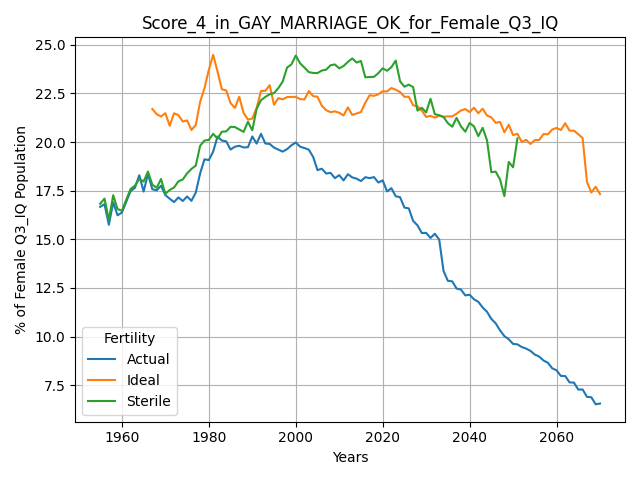 Score_4_in_GAY_MARRIAGE_OK_for_Female_Q3_IQ
% of Female Q3_IQ Population
25.0
22.5
20.0
17.5
15.0
12.5
10.0
7.5
Fertility
Actual
Ideal
Sterile
1960 1980 2000 2020 2040 2060
Years